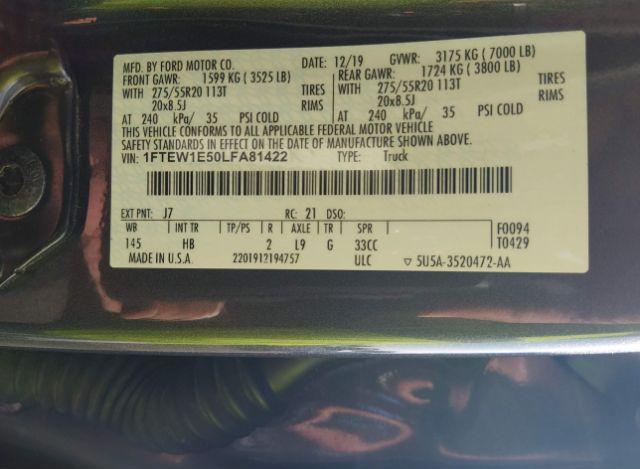 MFD. BY FORD MOTOR CO. DATE: 12/19 GVWR: 3175 KG ( 7000 LB)
FRONT GAWR: 1599 KG ( 3525 LB) REAR GAWR: 1724 KG ( 3800 LB)
WITH 275/55R20 113T TIRES WITH 275/55R20 113T TIRES
20x8.5J RIMS 20x8.5J RIMS
AT 240 kPa/ 35 PSI COLD AT 240 kPa/ 35 PSI COLD
THIS VEHICLE CONFORMS TO ALL APPLICABLE FEDERAL MOTOR VEHICLE
SAFETY STANDARDS IN EFFECT ON THE DATE OF MANUFACTURE SHOWN ABOVE.
VIN: 1FTEW1E50LFA81422 TYPE: Truck
EXT PNT: J7 RC: 21 DSO:
WB INT TR TP/PS R AXLE TR SPR F0094
145 HB 2 L9 G 33CC T0429
MADE IN U.S.A. 2201912194757 ULC ▽ 5U5A-3520472-AA